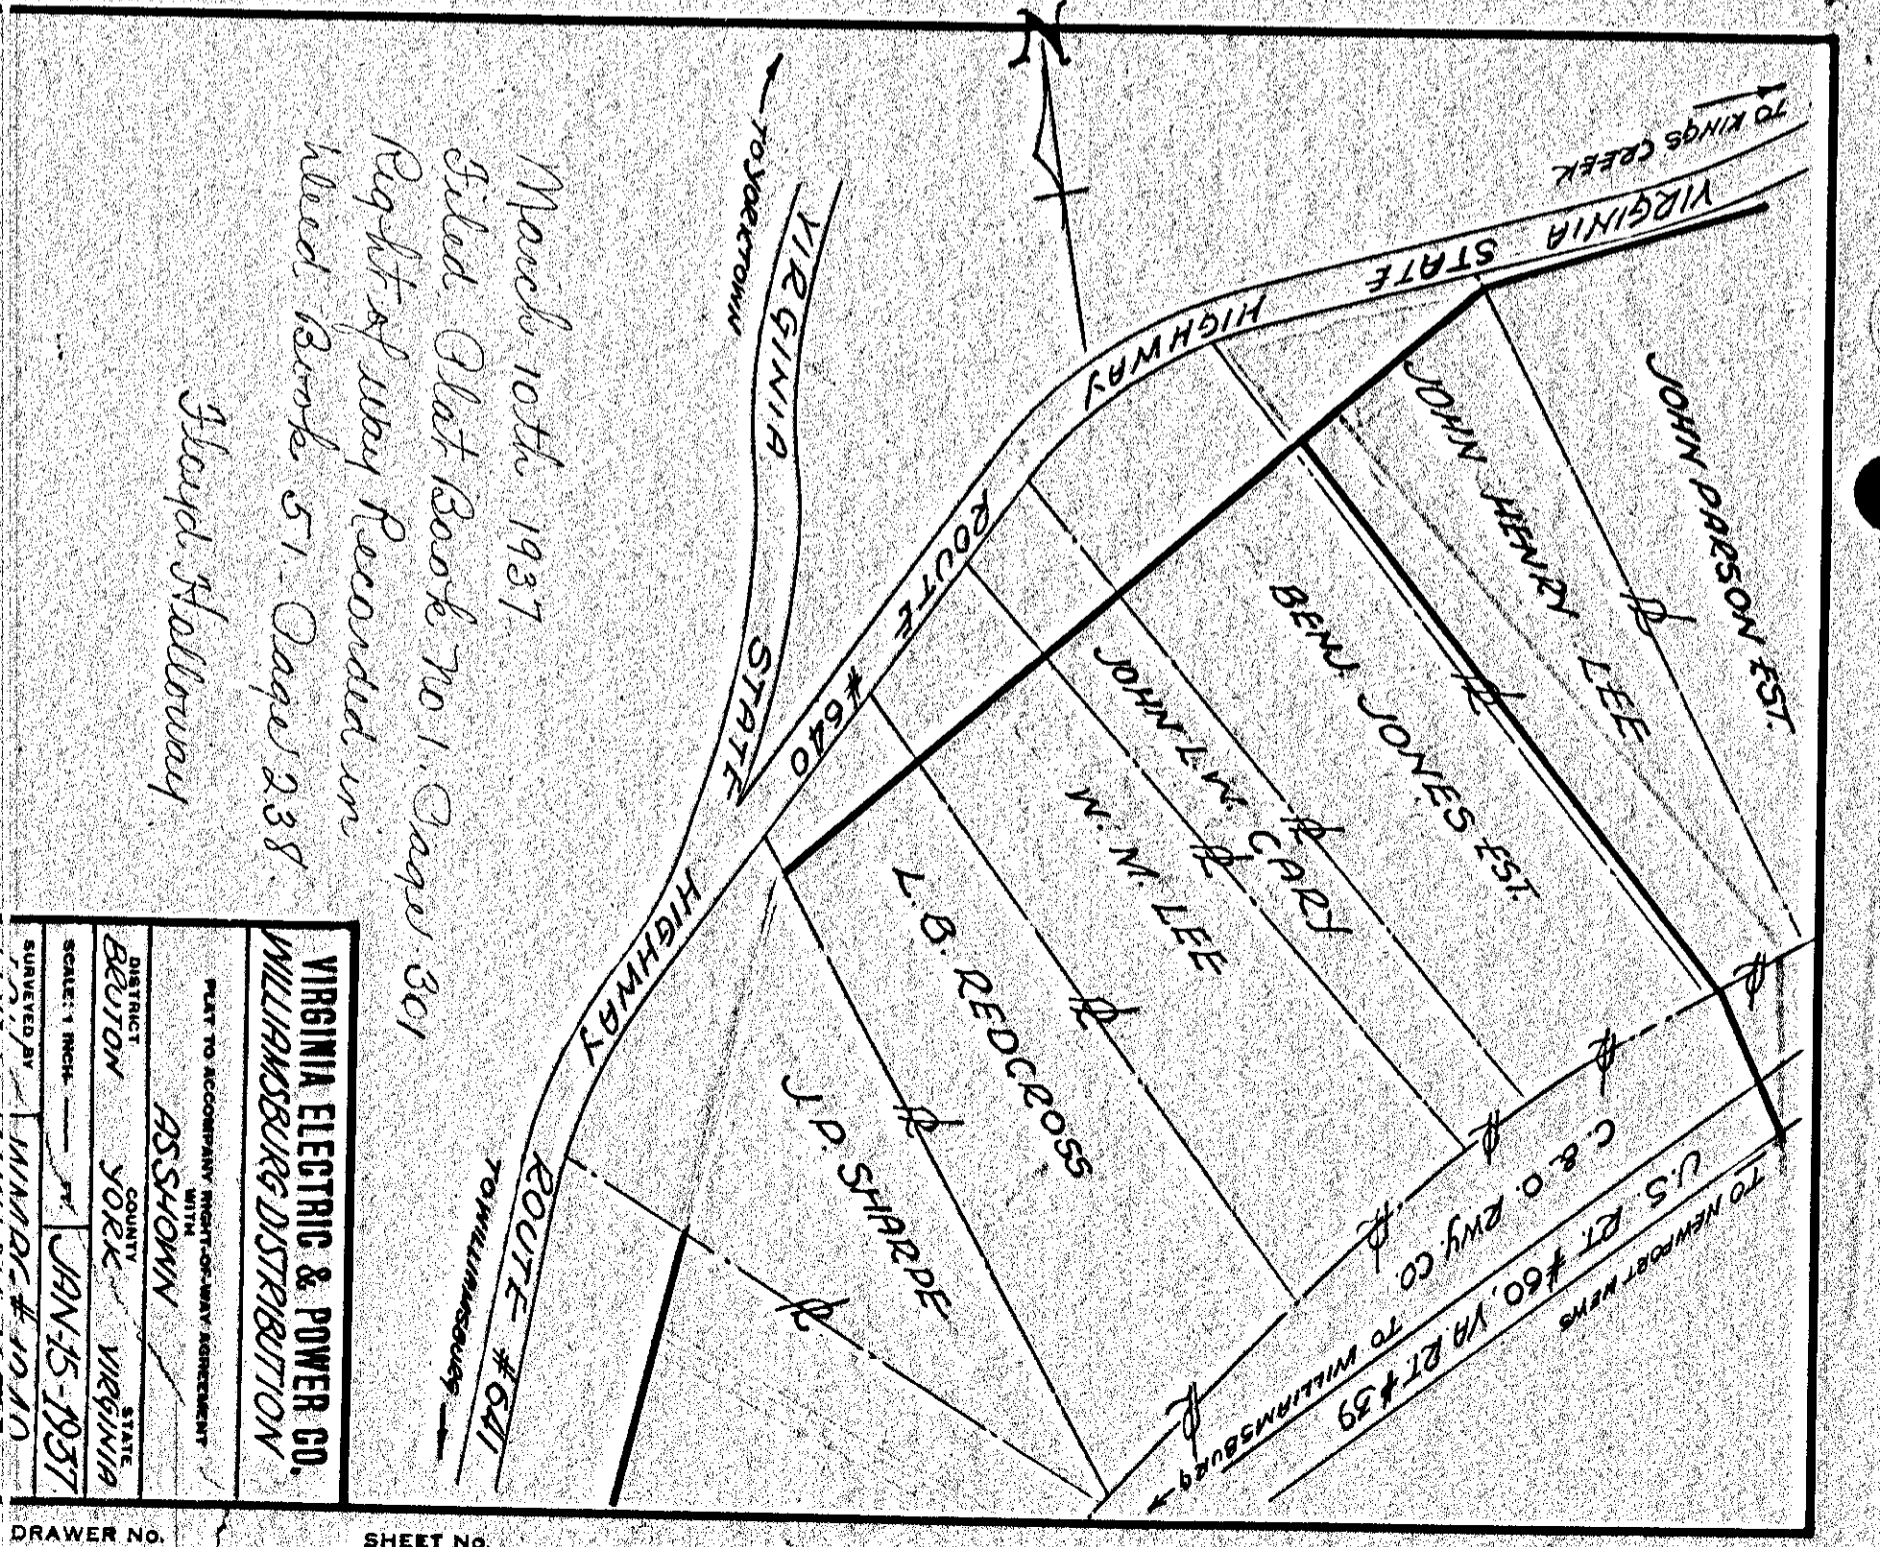 TO KINGS CREEK
VIRGINIA STATE HIGHWAY ROUTE #640
TO YORKTOWN
VIRGINIA STATE HIGHWAY ROUTE #641
TO WILLIAMSBURG
N
JOHN PARSON EST.
JOHN HENRY LEE
BENJ. JONES EST.
JOHN L.W. CARY
W. M. LEE
L. B. REDCROSS
J. P. SHARPE
C. & O. RWY. CO.
TO NEWPORT NEWS
U.S. RT. #60, VA. RT. #39
TO WILLIAMSBURG
March 10th 1937
Filed Plat Book No 1. Pages 301
Right of Way Recorded in
Deed Book 51- Pages 238.
Floyd Holloway
VIRGINIA ELECTRIC & POWER CO.
WILLIAMSBURG DISTRIBUTION
PLAT TO ACCOMPANY RIGHT-OF-WAY AGREEMENT
WITH
AS SHOWN
DISTRICT COUNTY STATE
BRUTON YORK VIRGINIA
SCALE: 1 INCH FT. JAN-15-1937
SURVEYED BY
DRAWER No.
SHEET No.